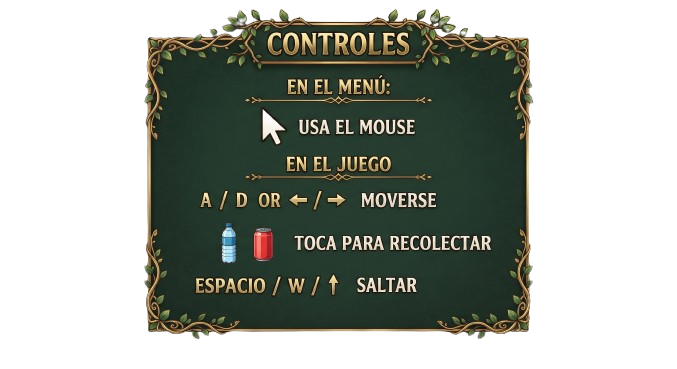 CONTROLES
EN EL MENÚ:
USA EL MOUSE
EN EL JUEGO
A / D OR ← / → MOVERSE
TOCA PARA RECOLECTAR
ESPACIO / W / ↑ SALTAR